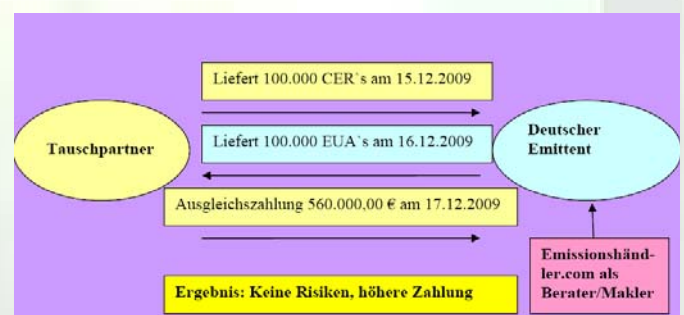 Liefert 100.000 CER`s am 15.12.2009
Tauschpartner
Liefert 100.000 EUA`s am 16.12.2009
Deutscher
Emittent
Ausgleichszahlung 560.000,00 € am 17.12.2009
Emissionshänd-
ler.com als
Berater/Makler
Ergebnis: Keine Risiken, höhere Zahlung